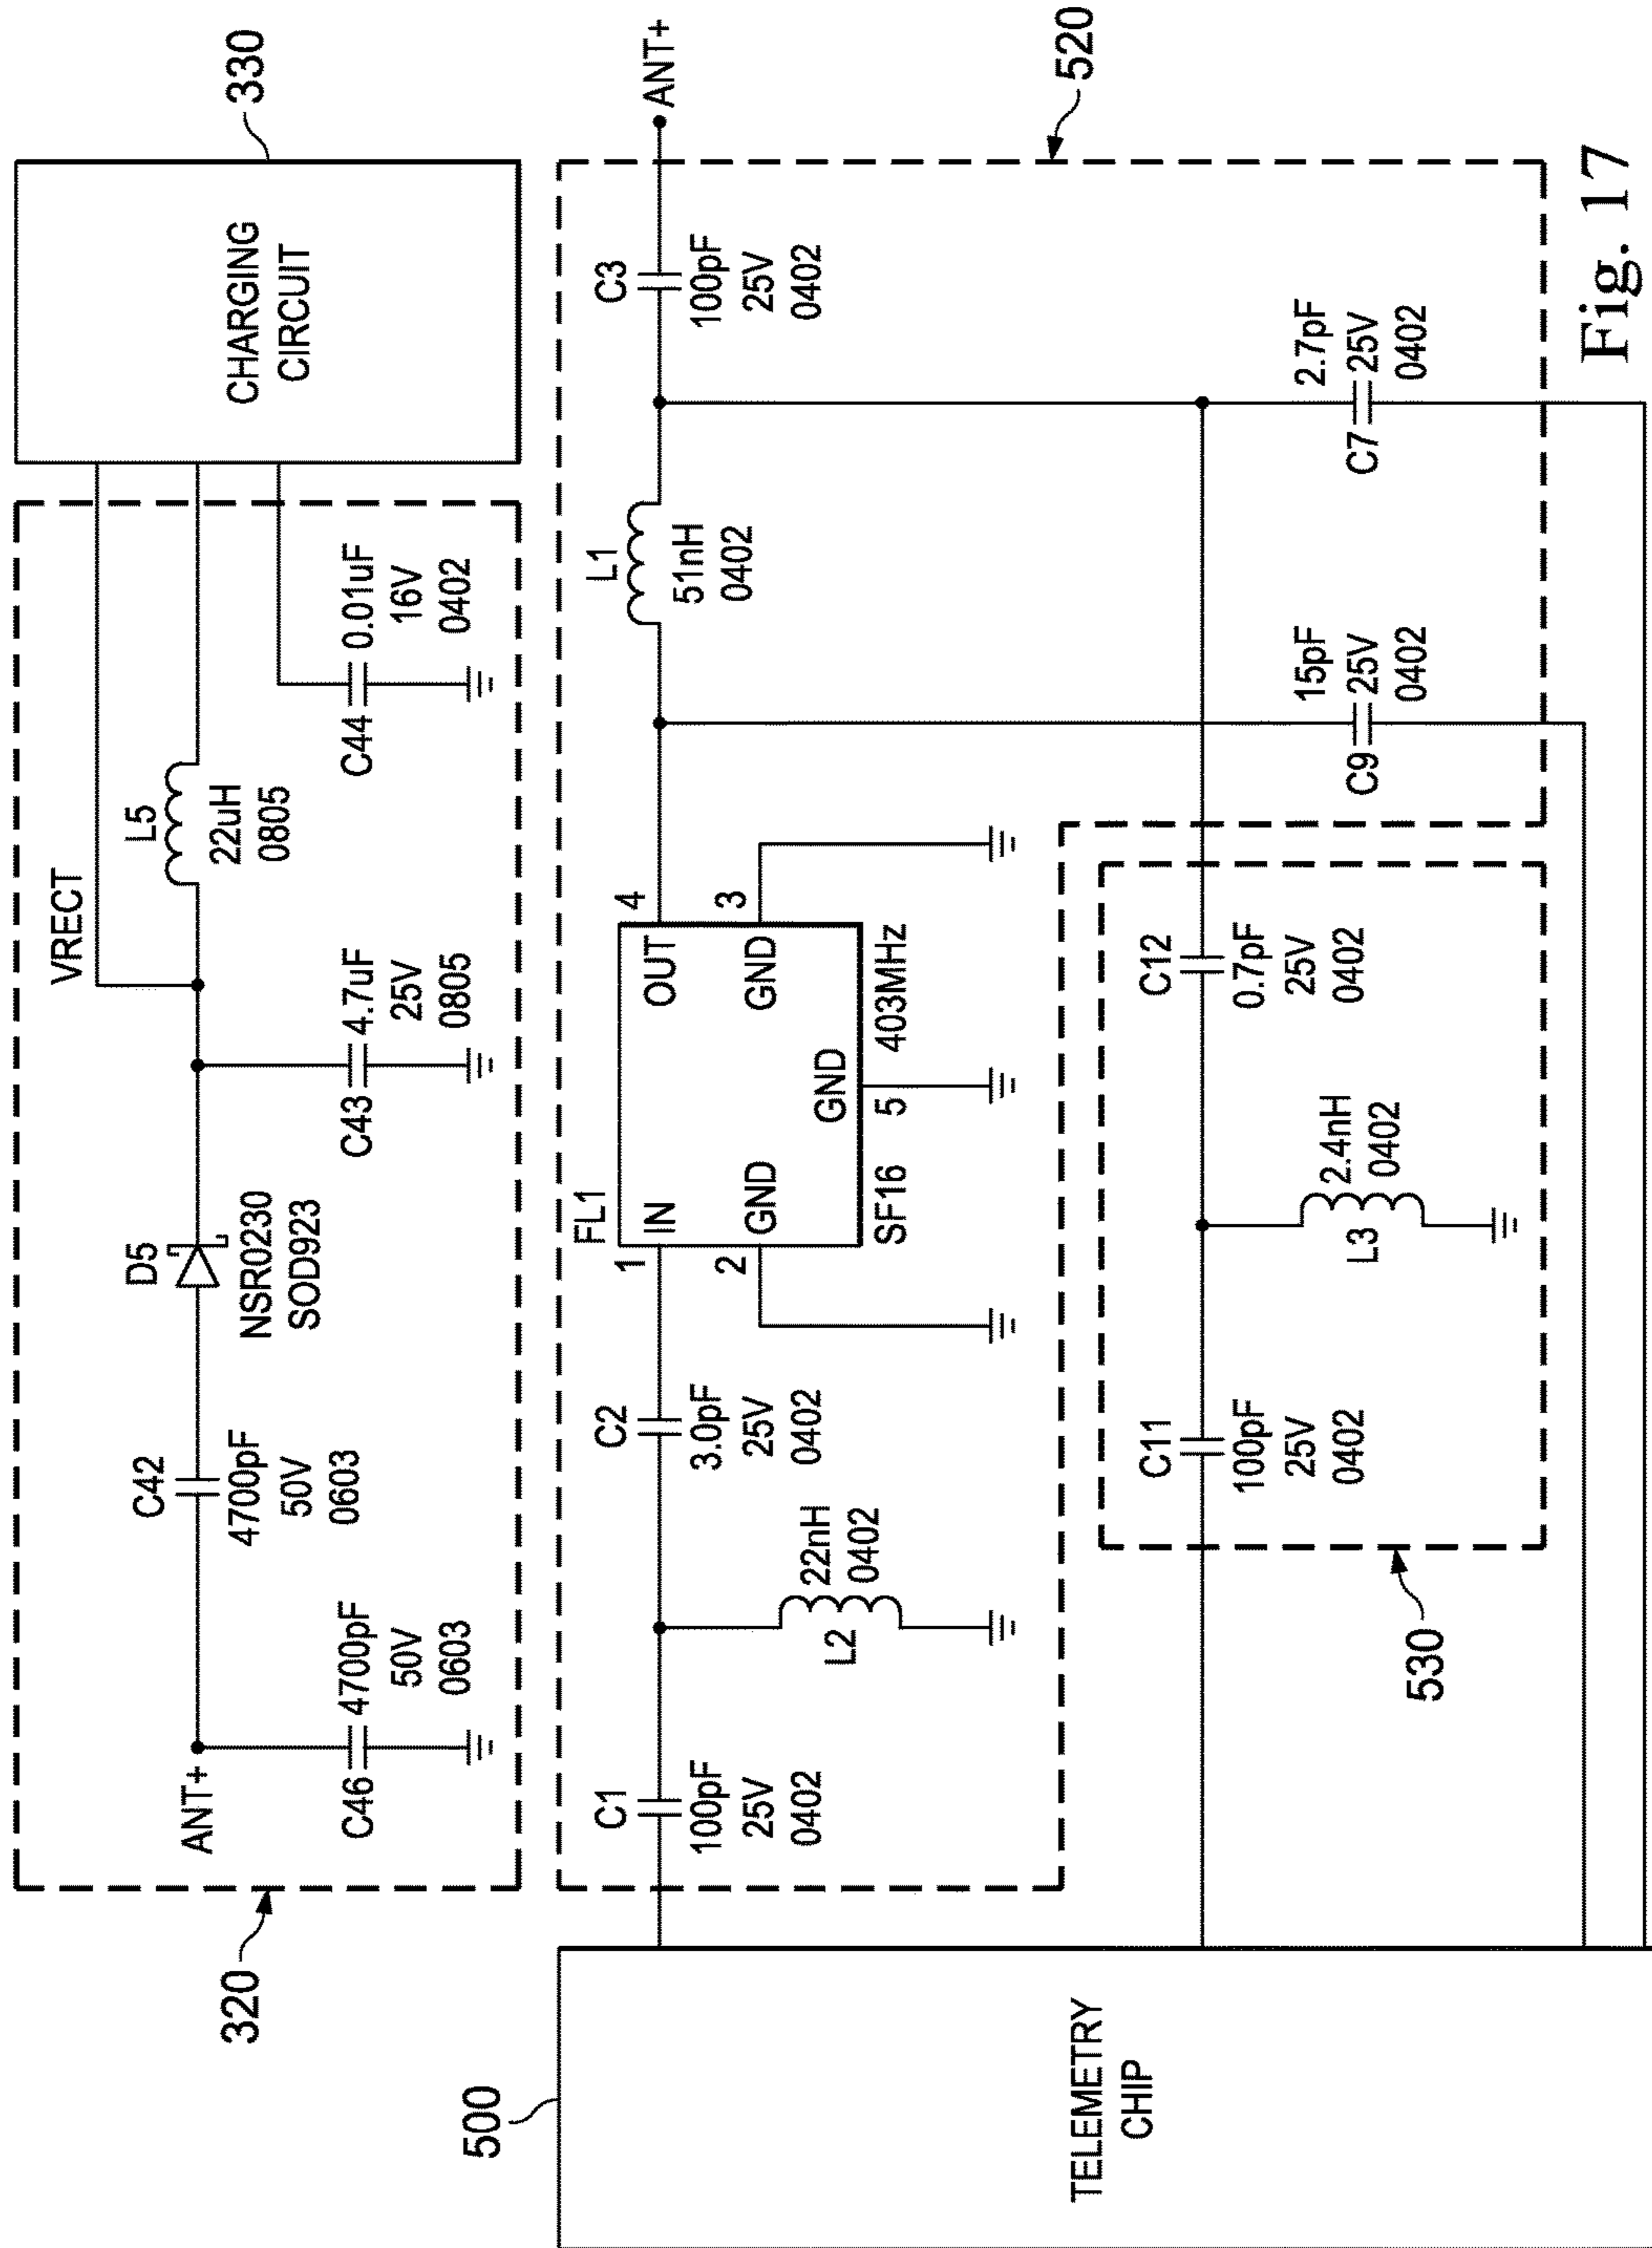 330
CHARGING
CIRCUIT
VRECT
L5
22uH
0805
C44
0.01uF
16V
0402
C43
4.7uF
25V
0805
D5
NSR0230
SOD923
C42
4700pF
50V
0603
ANT+
C46
4700pF
50V
0603
320
520
ANT+
C3
100pF
25V
0402
L1
51nH
0402
C7
2.7pF
25V
0402
C9
15pF
25V
0402
FL1
1
IN
OUT
4
2
GND
GND
3
GND
5
SF16
403MHz
C2
3.0pF
25V
0402
L2
22nH
0402
C1
100pF
25V
0402
C12
0.7pF
25V
0402
L3
2.4nH
0402
C11
100pF
25V
0402
530
500
TELEMETRY
CHIP
Fig. 17